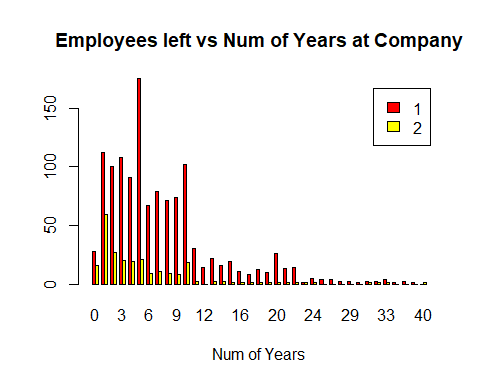 Employees left vs Num of Years at Company
1
2
150
100
50
0
0 3 6 9 12 16 20 24 29 33 40
Num of Years